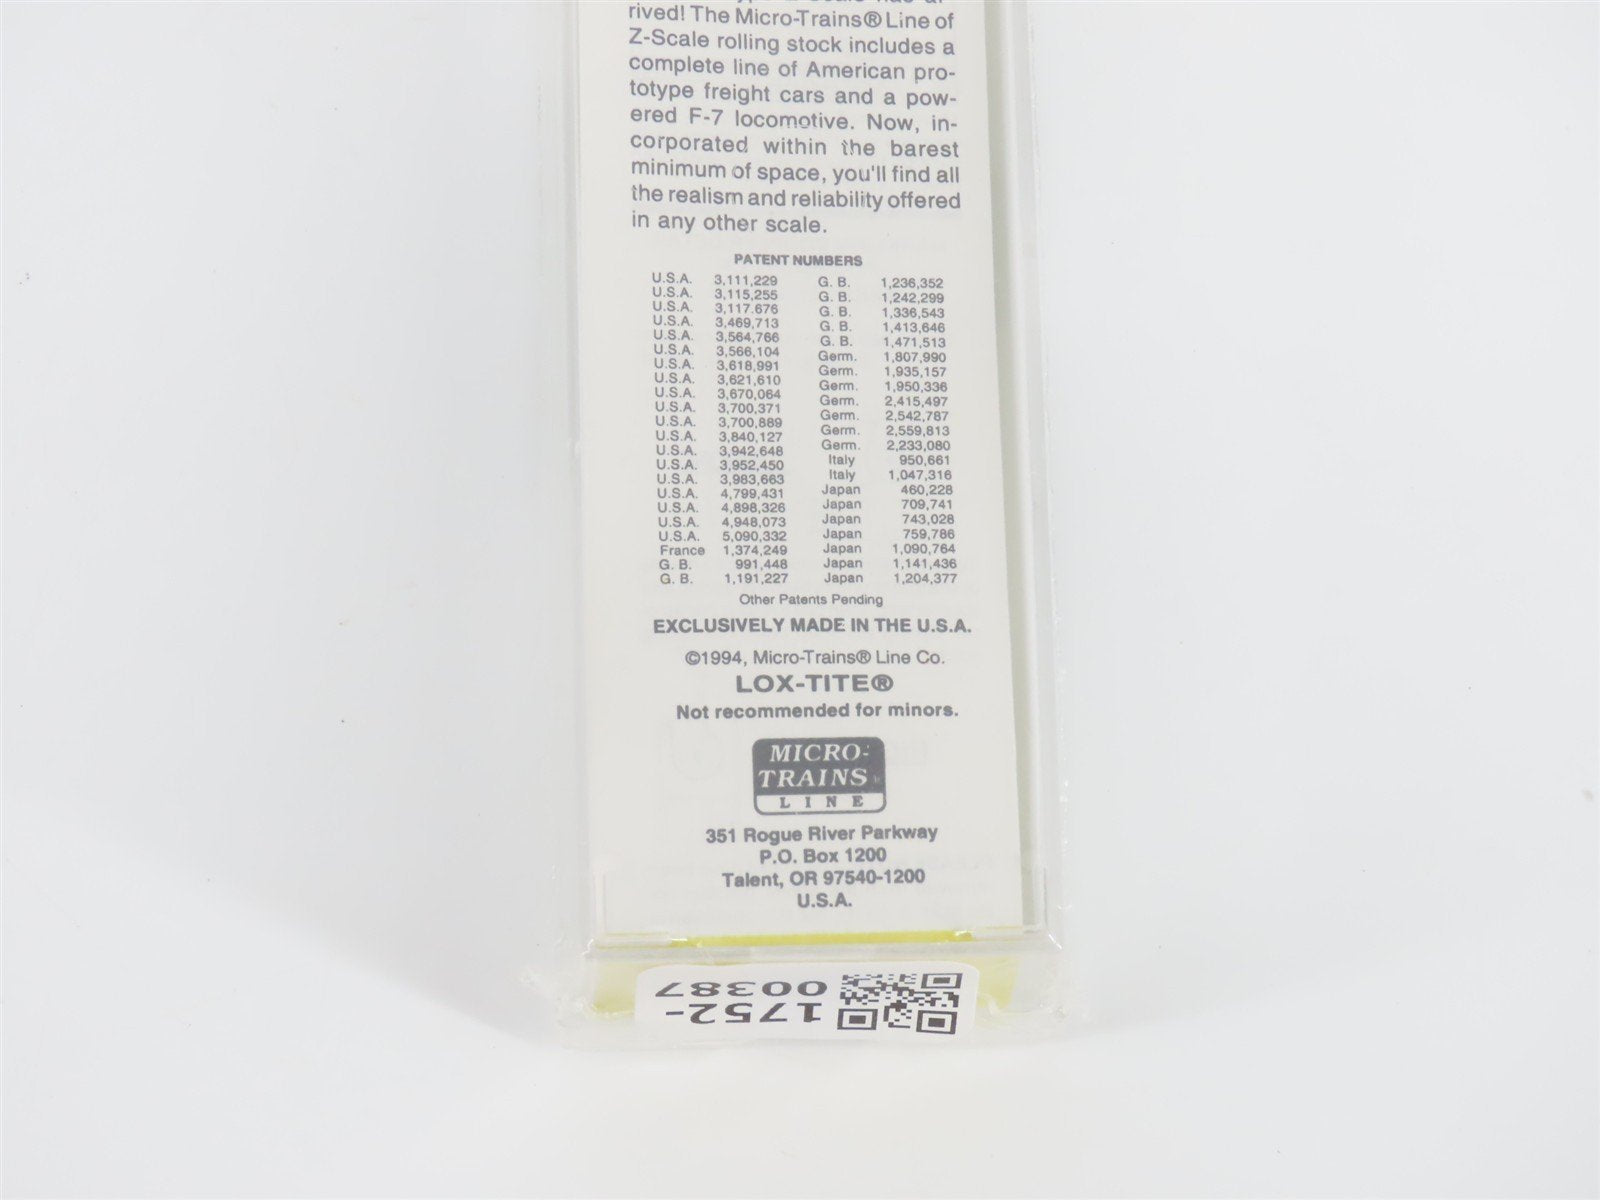 rived! The Micro-Trains® Line of
Z-Scale rolling stock includes a
complete line of American pro-
totype freight cars and a pow-
ered F-7 locomotive. Now, in-
corporated within the barest
minimum of space, you'll find all
the realism and reliability offered
in any other scale.
PATENT NUMBERS
U.S.A. 3,111,229 G. B. 1,236,352
U.S.A. 3,115,255 G. B. 1,242,299
U.S.A. 3,117.676 G. B. 1,336,543
U.S.A. 3,469,713 G. B. 1,413,646
U.S.A. 3,564,766 G. B. 1,471,513
U.S.A. 3,566,104 Germ. 1,807,990
U.S.A. 3,618,991 Germ. 1,935,157
U.S.A. 3,621,610 Germ. 1,950,336
U.S.A. 3,670,064 Germ. 2,415,497
U.S.A. 3,700,371 Germ. 2,542,787
U.S.A. 3,700,889 Germ. 2,559,813
U.S.A. 3,840,127 Germ. 2,233,080
U.S.A. 3,942,648 Italy 950,661
U.S.A. 3,952,450 Italy 1,047,316
U.S.A. 3,983,663 Japan 460,228
U.S.A. 4,799,431 Japan 709,741
U.S.A. 4,898,326 Japan 743,028
U.S.A. 4,948,073 Japan 759,786
U.S.A. 5,090,332 Japan 1,090,764
France 1,374,249 Japan 1,141,436
G. B. 991,448 Japan 1,204,377
G. B. 1,191,227
Other Patents Pending
EXCLUSIVELY MADE IN THE U.S.A.
©1994, Micro-Trains® Line Co.
LOX-TITE®
Not recommended for minors.
MICRO-
TRAINS®
LINE
351 Rogue River Parkway
P.O. Box 1200
Talent, OR 97540-1200
U.S.A.
1752-
00387